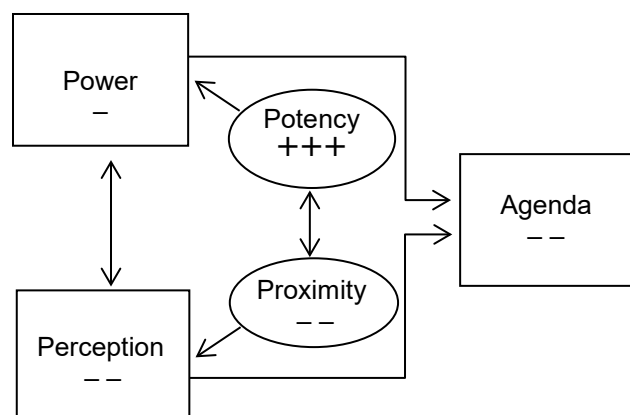 Power
–
Potency
+++
Agenda
– –
Proximity
– –
Perception
– –